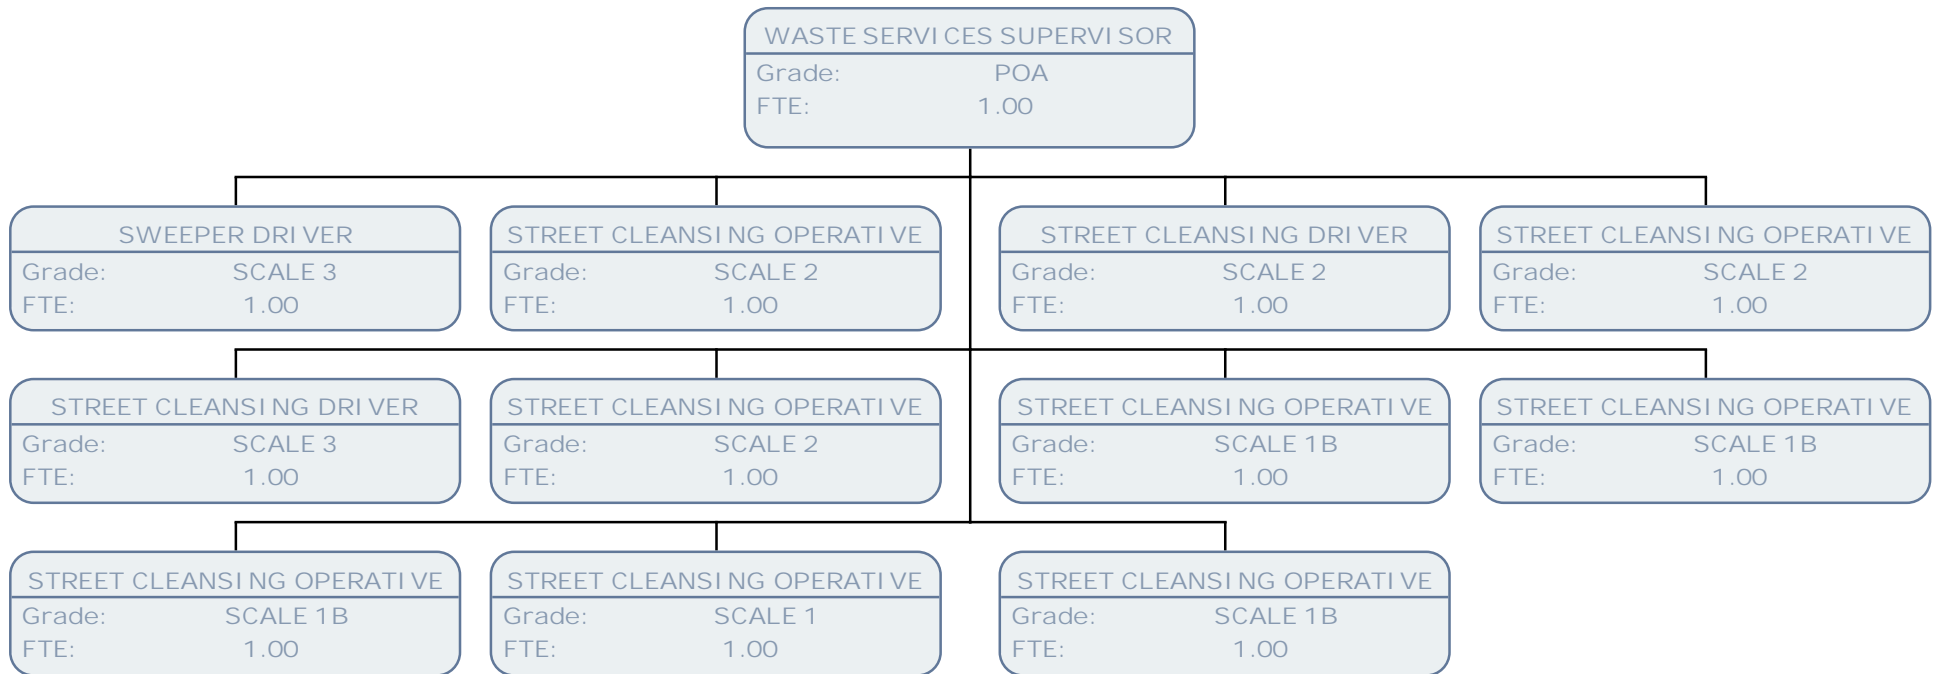 WASTE SERVICES SUPERVISOR
Grade: POA
FTE: 1.00
SWEEPER DRIVER
Grade: SCALE 3
FTE: 1.00
STREET CLEANSING OPERATIVE
Grade: SCALE 2
FTE: 1.00
STREET CLEANSING DRIVER
Grade: SCALE 2
FTE: 1.00
STREET CLEANSING OPERATIVE
Grade: SCALE 2
FTE: 1.00
STREET CLEANSING DRIVER
Grade: SCALE 3
FTE: 1.00
STREET CLEANSING OPERATIVE
Grade: SCALE 2
FTE: 1.00
STREET CLEANSING OPERATIVE
Grade: SCALE 1B
FTE: 1.00
STREET CLEANSING OPERATIVE
Grade: SCALE 1B
FTE: 1.00
STREET CLEANSING OPERATIVE
Grade: SCALE 1B
FTE: 1.00
STREET CLEANSING OPERATIVE
Grade: SCALE 1
FTE: 1.00
STREET CLEANSING OPERATIVE
Grade: SCALE 1B
FTE: 1.00